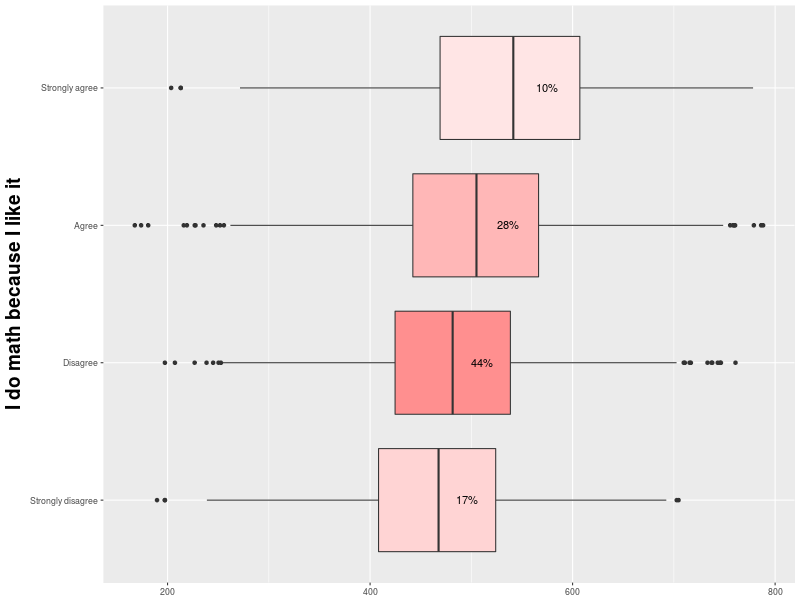 I do math because I like it
Strongly agree
10%
Agree
28%
Disagree
44%
Strongly disagree
17%
200 400 600 800